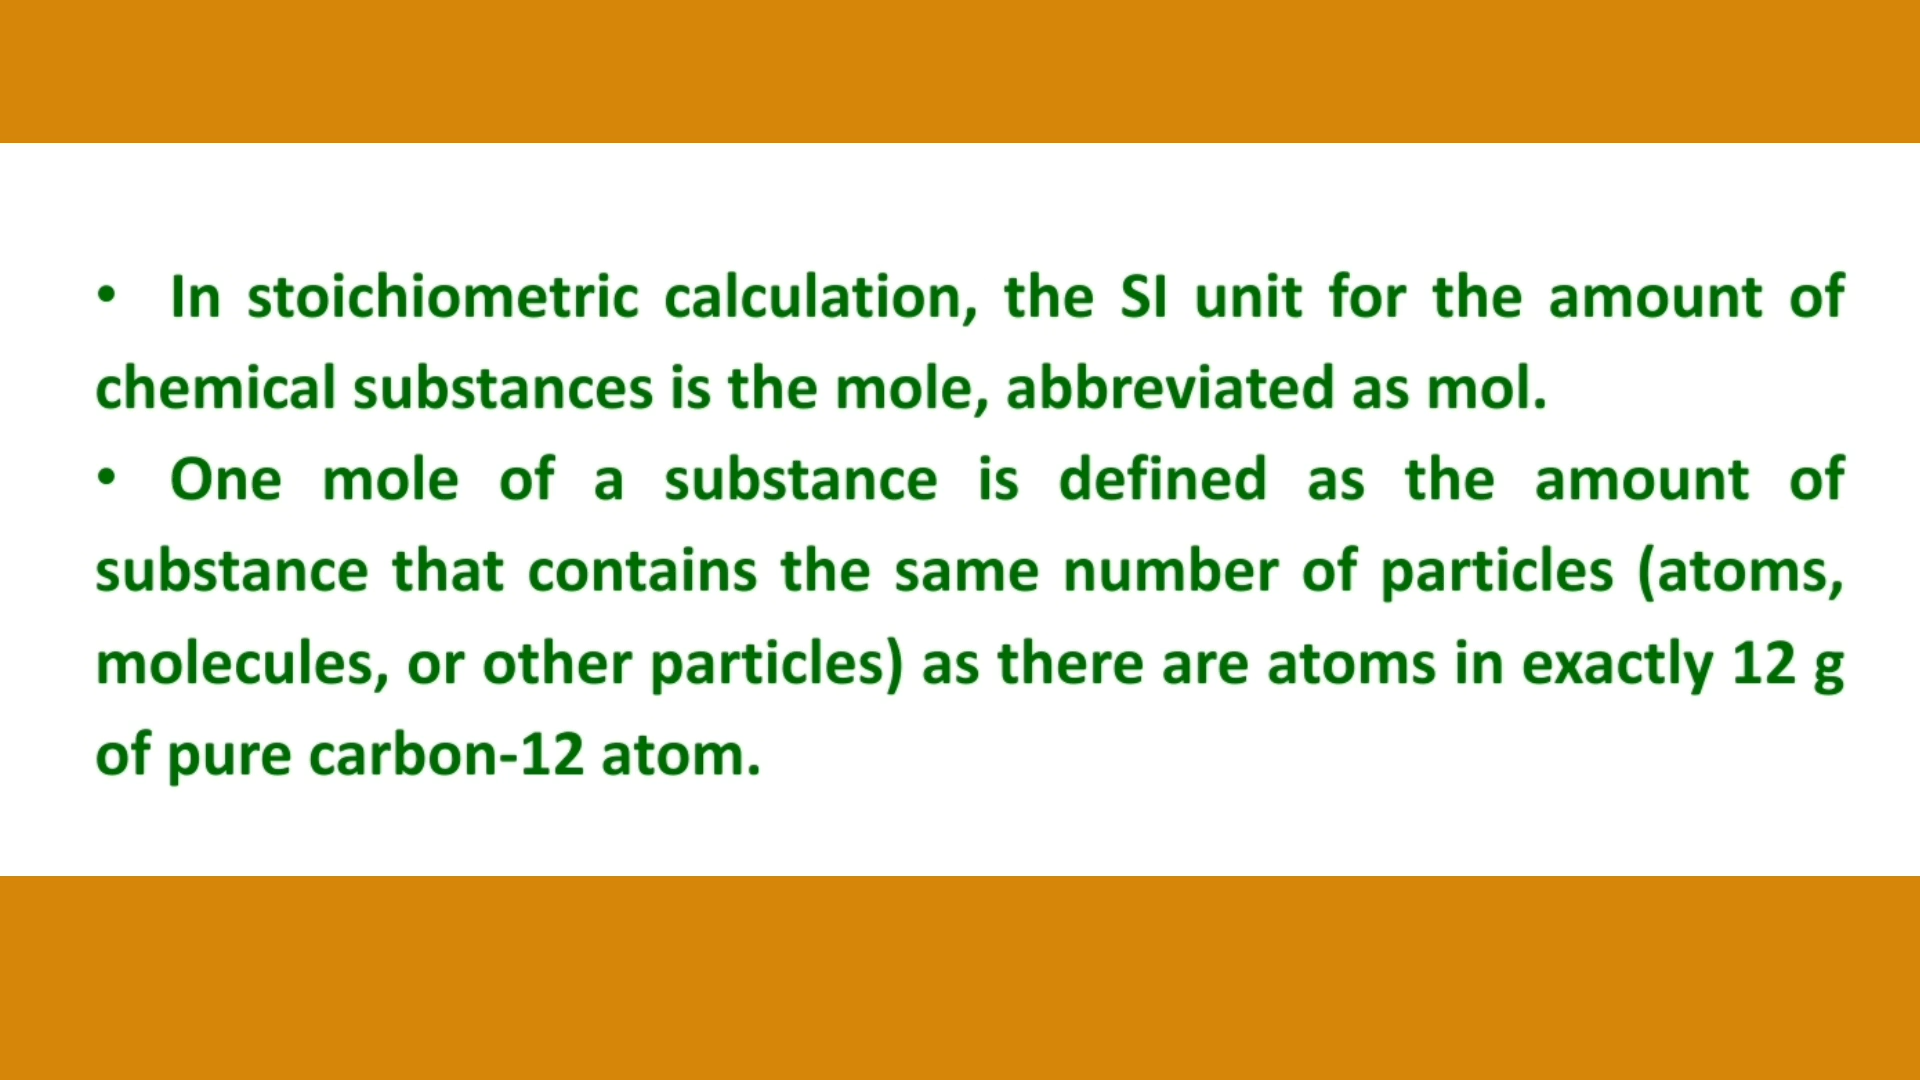 • In stoichiometric calculation, the SI unit for the amount of
chemical substances is the mole, abbreviated as mol.
• One mole of a substance is defined as the amount of
substance that contains the same number of particles (atoms,
molecules, or other particles) as there are atoms in exactly 12 g
of pure carbon-12 atom.